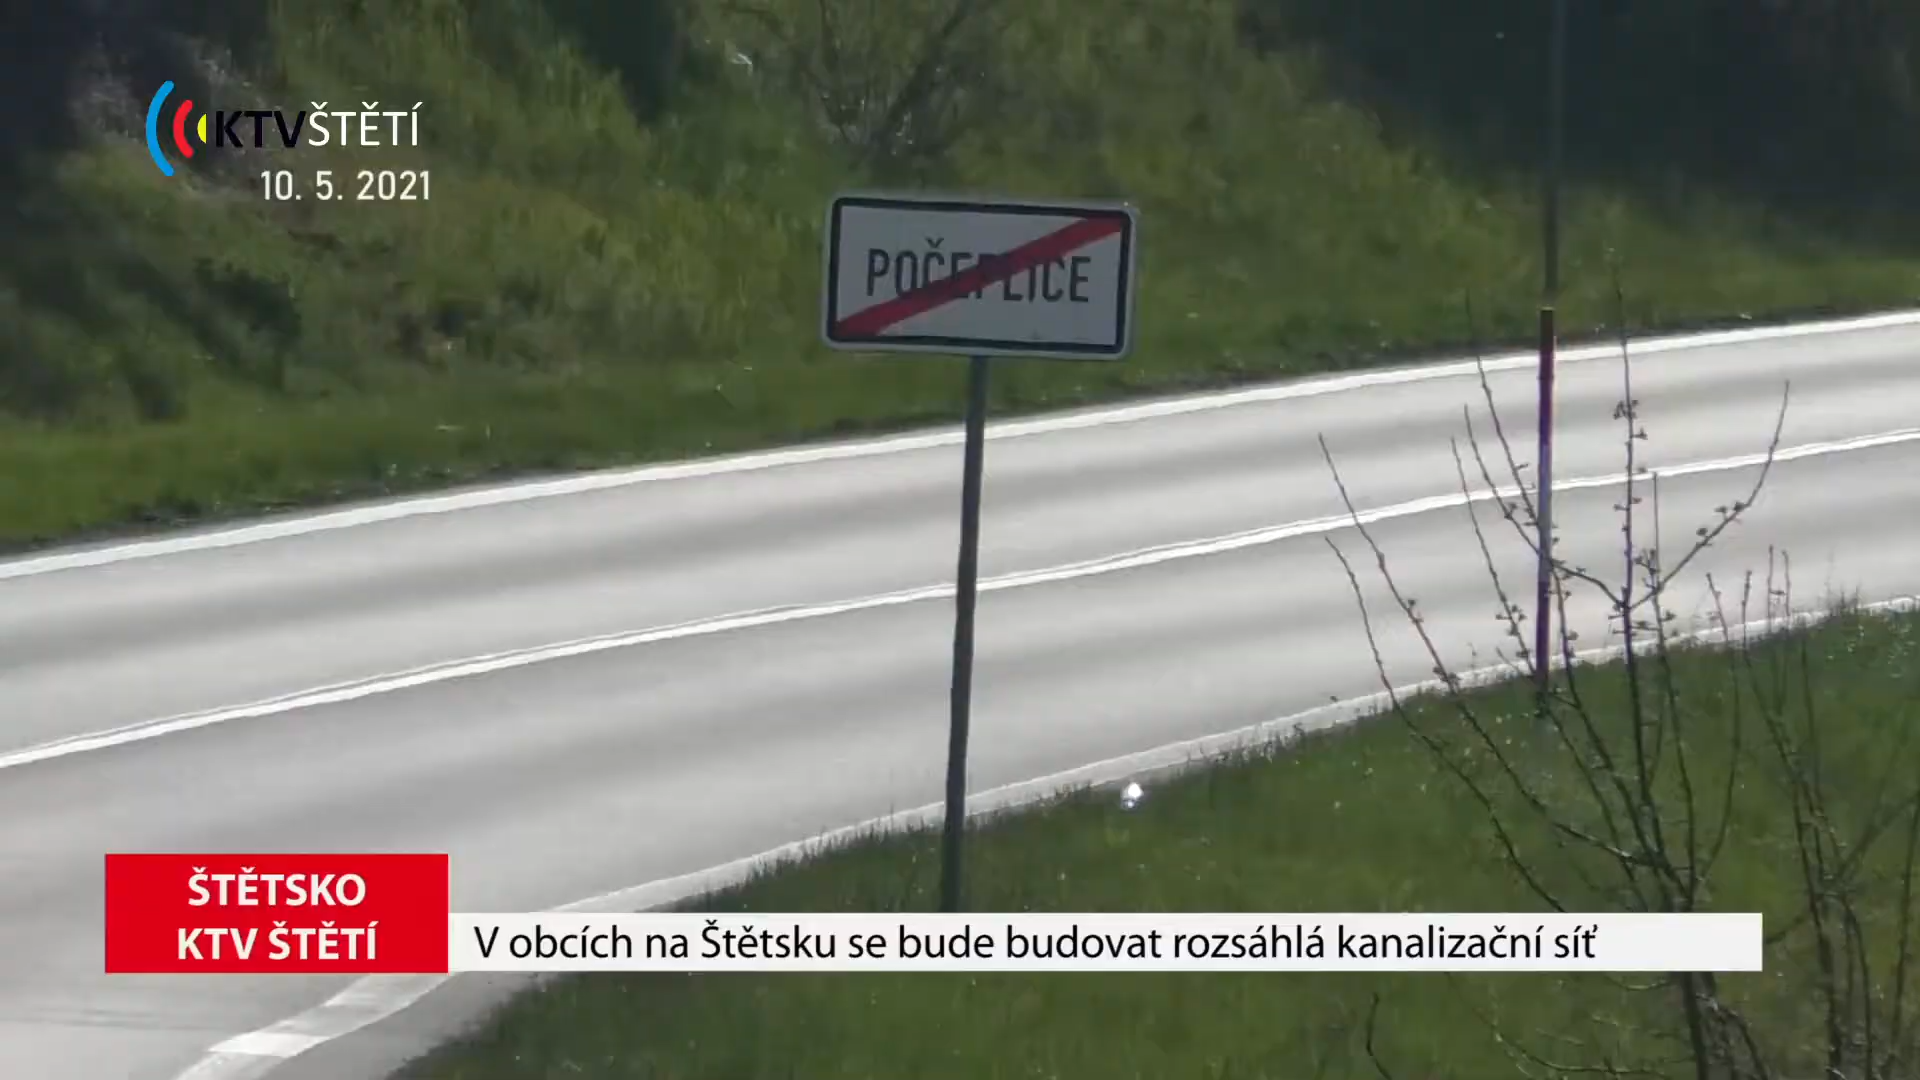 KTVŠTĚTÍ
10. 5. 2021
POČEPLICE
ŠTĚTSKO
KTV ŠTĚTÍ
V obcích na Štětsku se bude budovat rozsáhlá kanalizační síť